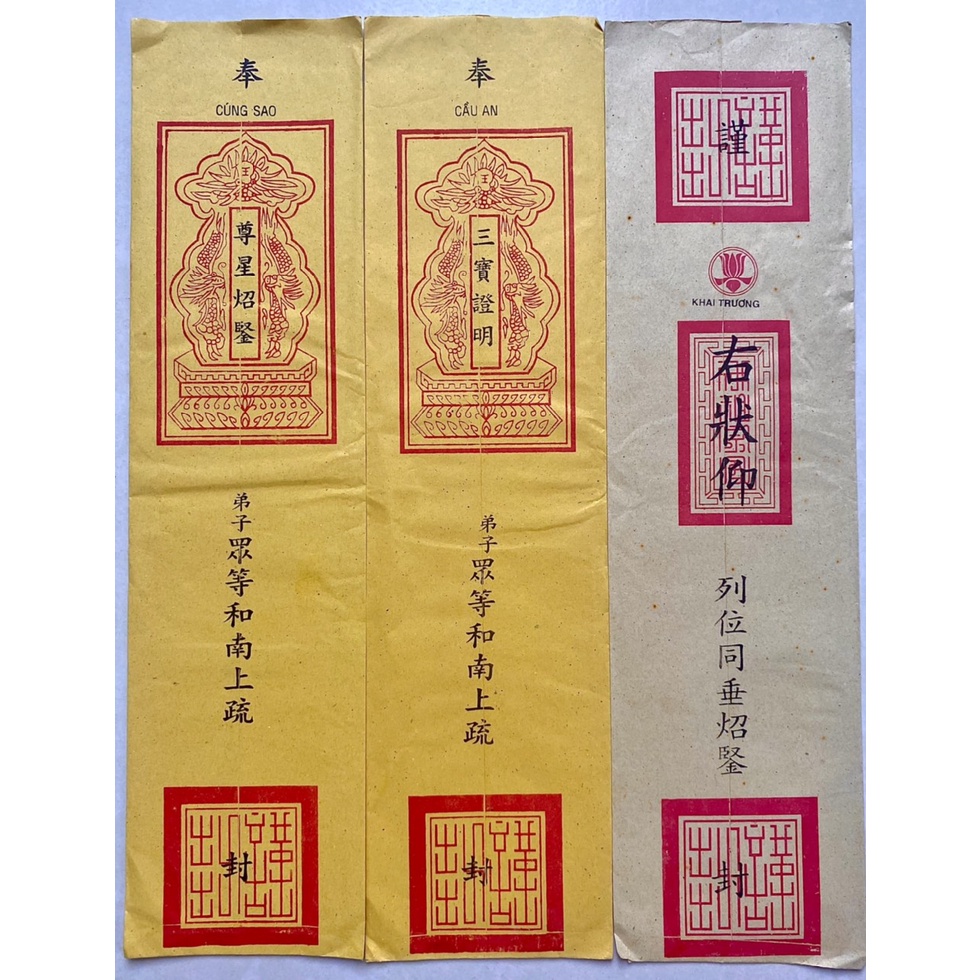 奉
CÚNG SAO
尊星炤鋻
弟子眾等和南上疏
封
奉
CẦU AN
三寶證明
弟子眾等和南上疏
封
謹
KHAI TRƯƠNG
右狀仰
列位同垂炤鋻
封